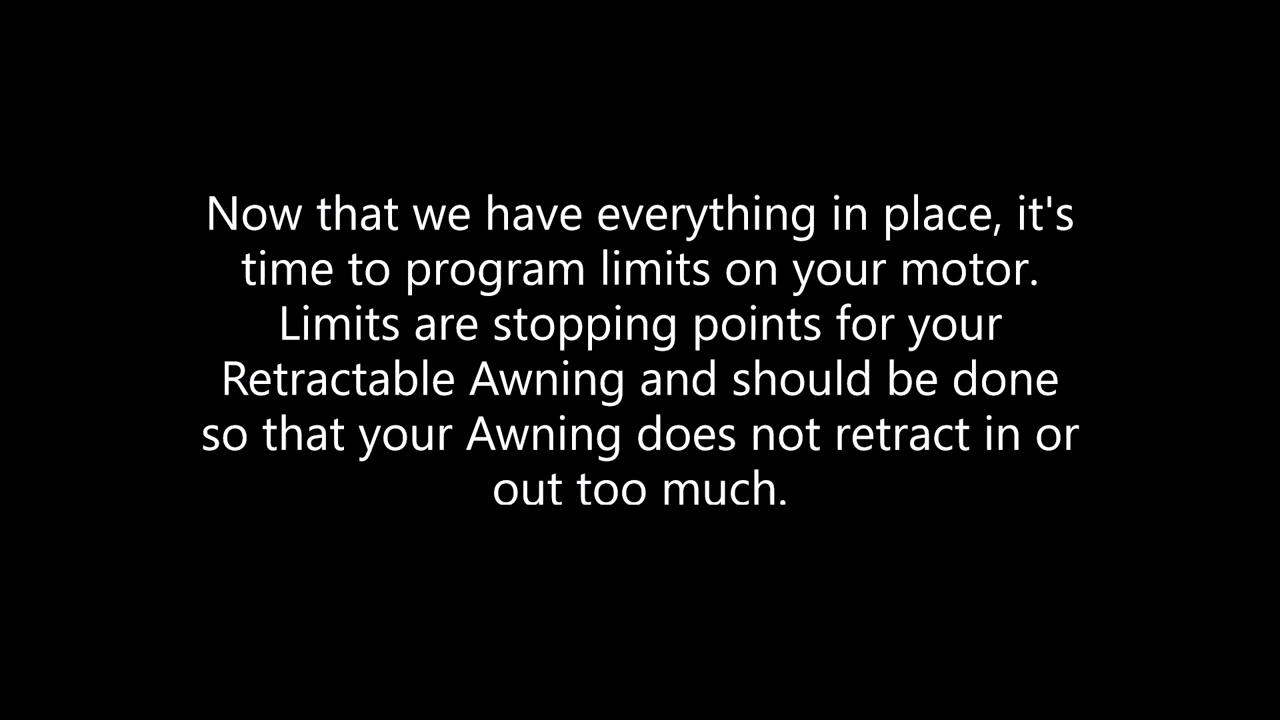 Now that we have everything in place, it's
time to program limits on your motor.
Limits are stopping points for your
Retractable Awning and should be done
so that your Awning does not retract in or
out too much.